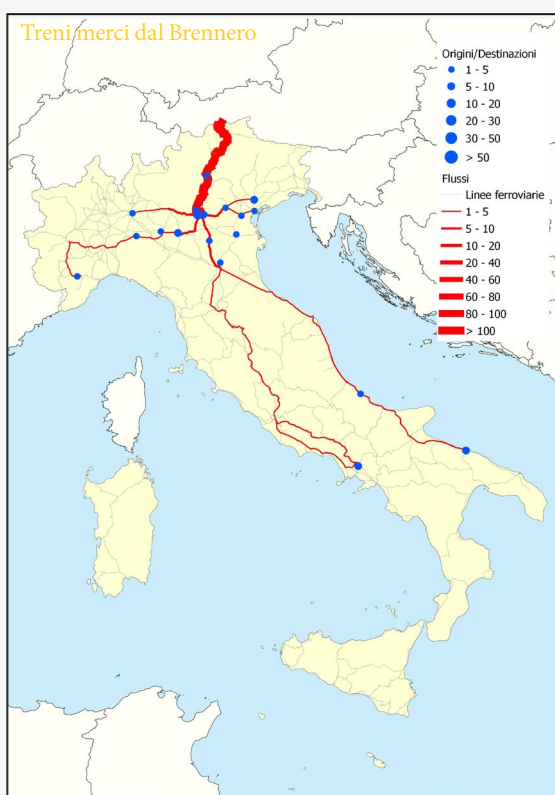 Treni merci dal Brennero
Origini/Destinazioni
1 - 5
5 - 10
10 - 20
20 - 30
30 - 50
> 50
Flussi
Linee ferroviarie
1 - 5
5 - 10
10 - 20
20 - 40
40 - 60
60 - 80
80 - 100
> 100